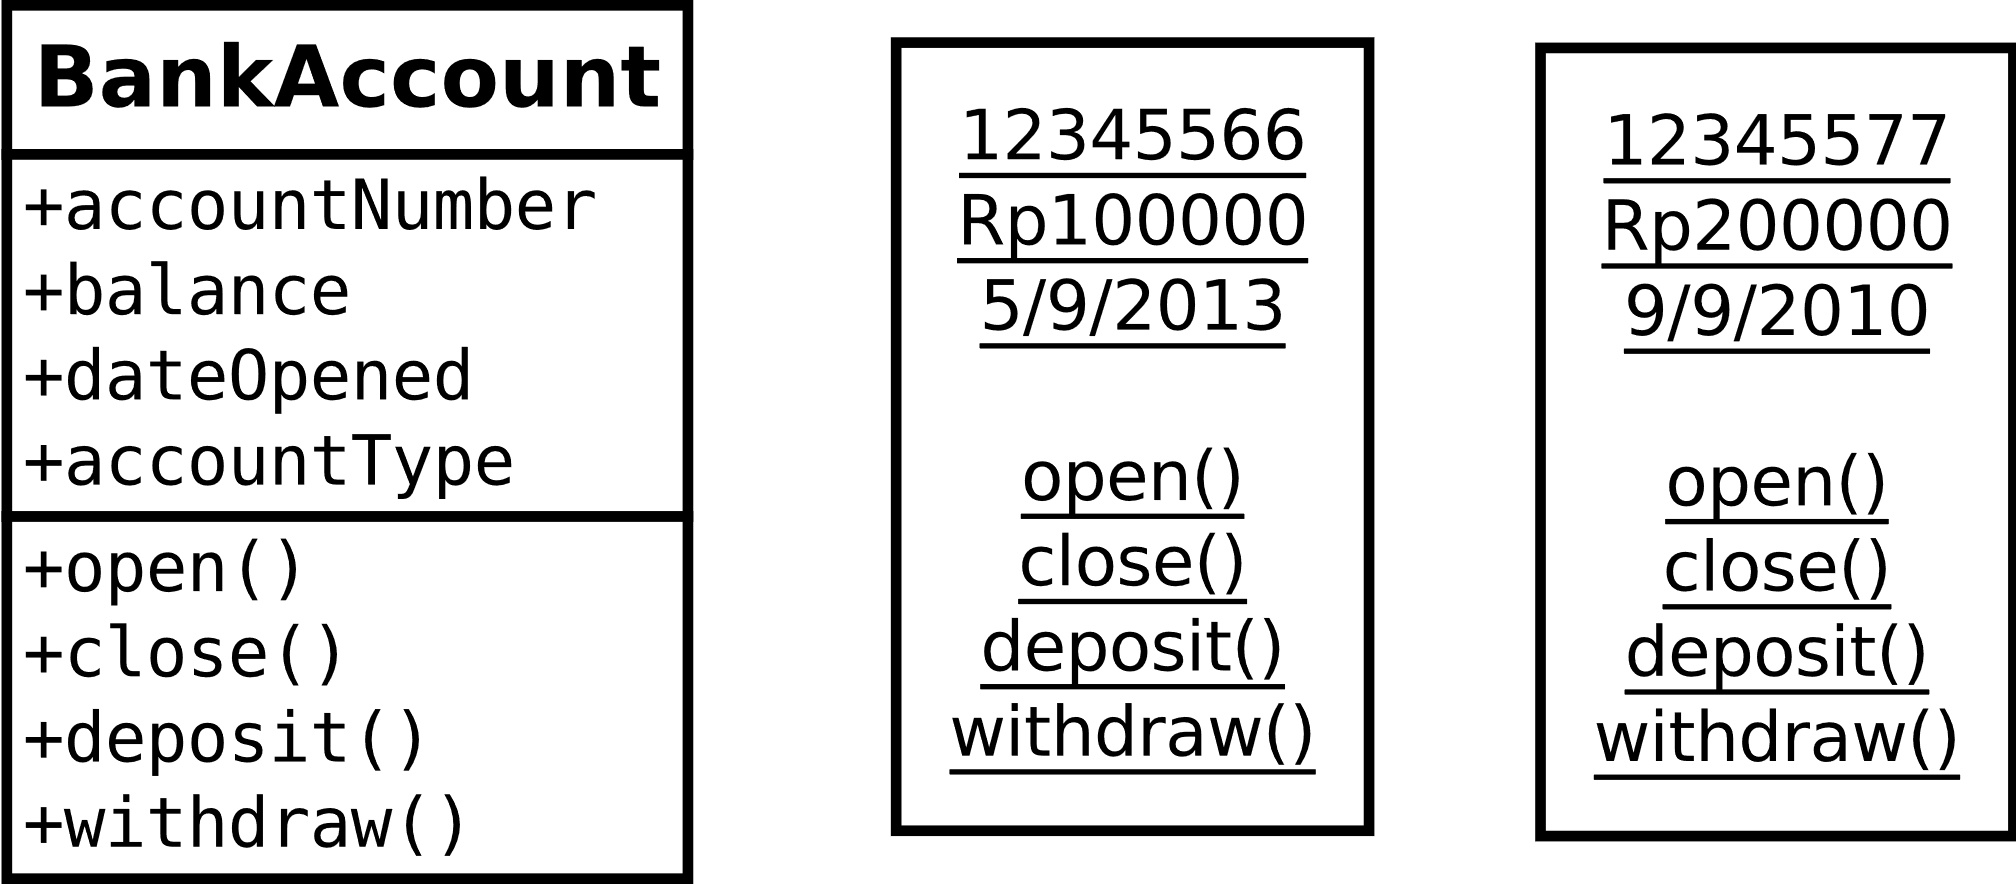 BankAccount
+accountNumber
+balance
+dateOpened
+accountType
+open()
+close()
+deposit()
+withdraw()
12345566
Rp100000
5/9/2013
open()
close()
deposit()
withdraw()
12345577
Rp200000
9/9/2010
open()
close()
deposit()
withdraw()